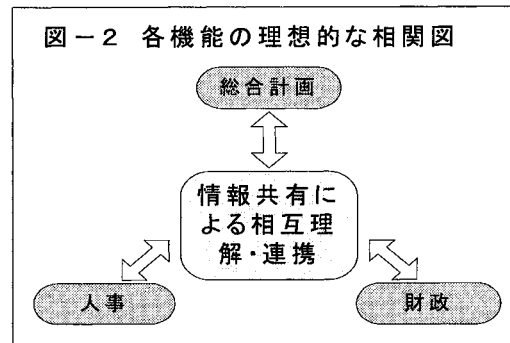 図－2 各機能の理想的な相関図
総合計画
情報共有に
よる相互理
解・連携
人事
財政